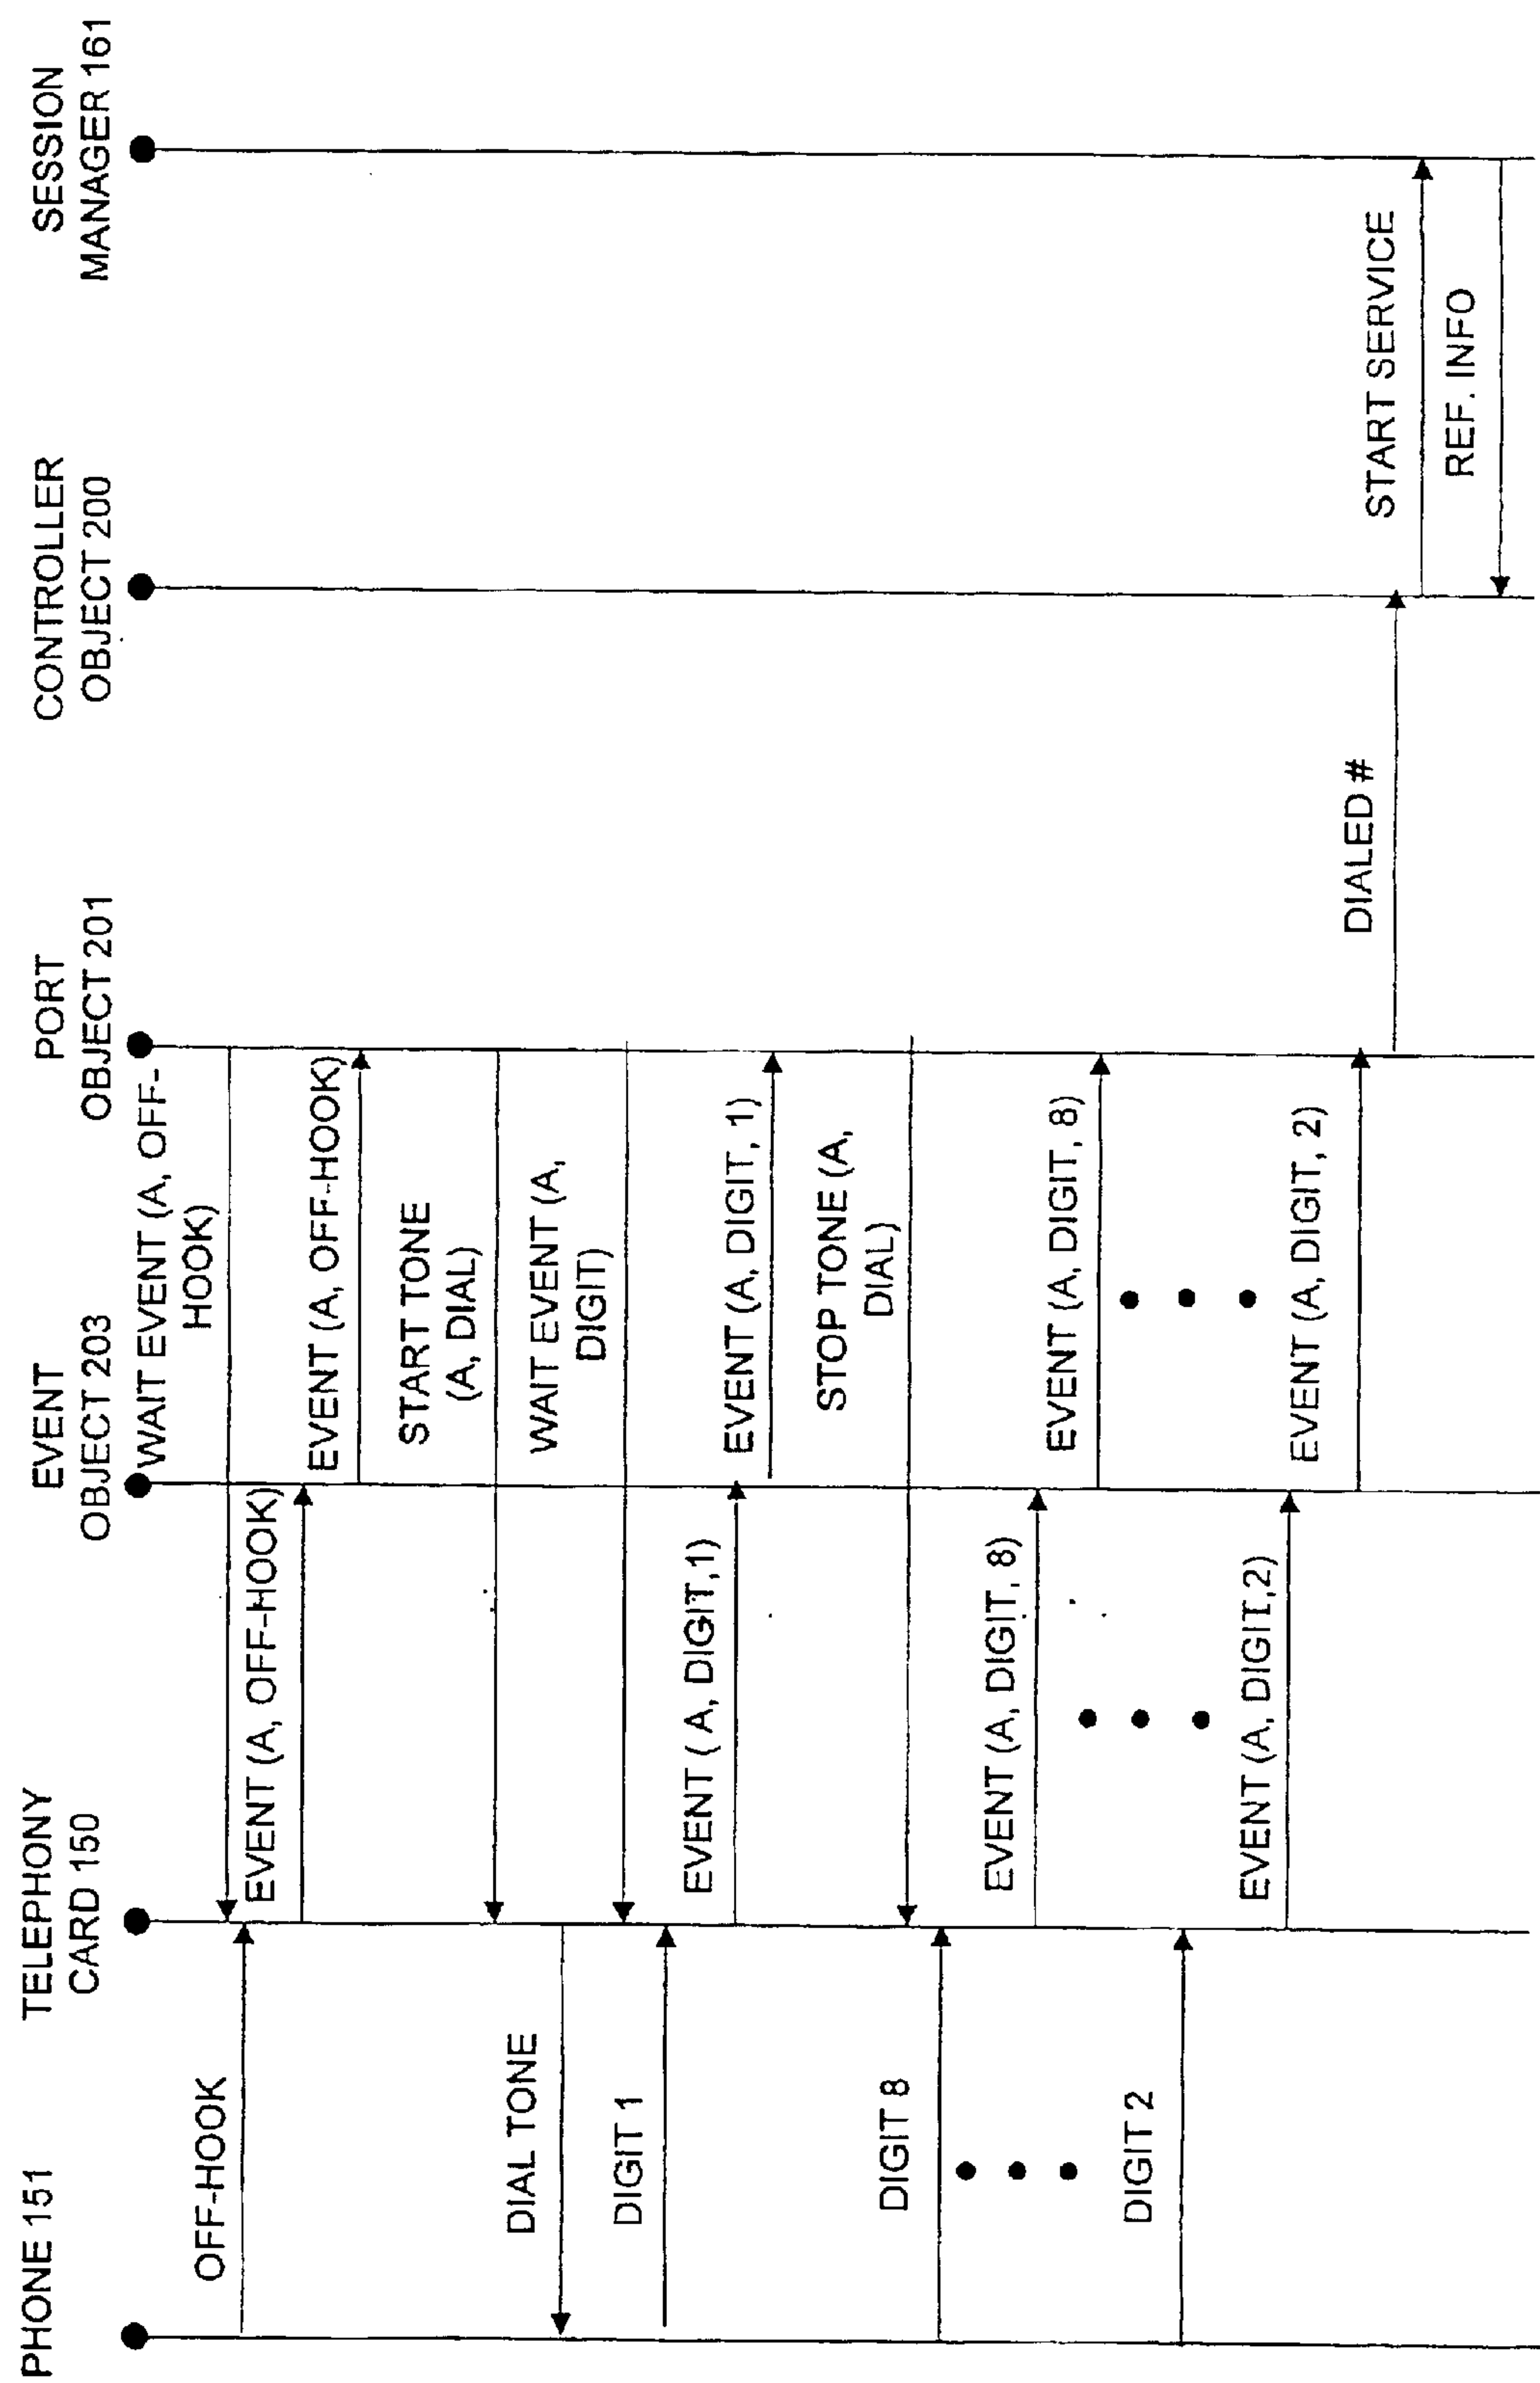 PHONE 151
TELEPHONY
CARD 150
EVENT
OBJECT 203
PORT
OBJECT 201
CONTROLLER
OBJECT 200
SESSION
MANAGER 161
WAIT EVENT (A, OFF-
HOOK)
OFF-HOOK
EVENT (A, OFF-HOOK)
EVENT (A, OFF-HOOK)
START TONE
(A, DIAL)
DIAL TONE
WAIT EVENT (A,
DIGIT)
DIGIT 1
EVENT ( A, DIGIT,1)
EVENT (A, DIGIT, 1)
STOP TONE (A,
DIAL)
DIGIT 8
EVENT (A, DIGIT, 8)
EVENT (A, DIGIT, 8)
DIGIT 2
EVENT (A, DIGIT,2)
EVENT (A, DIGIT, 2)
DIALED #
START SERVICE
REF. INFO